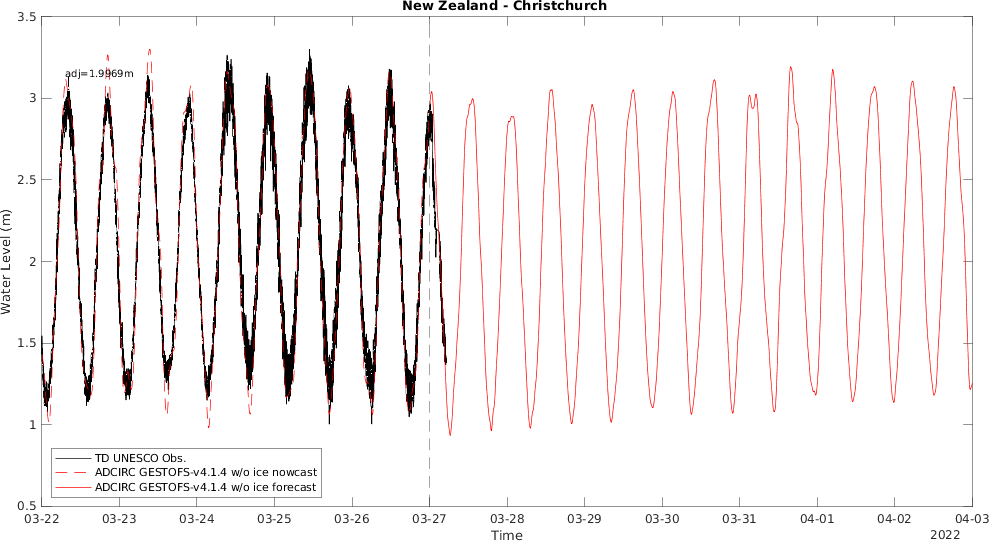 New Zealand - Christchurch
3.5
3
2.5
2
1.5
1
0.5
Water Level (m)
adj=1.9969m
TD UNESCO Obs.
ADCIRC GESTOFS-v4.1.4 w/o ice nowcast
ADCIRC GESTOFS-v4.1.4 w/o ice forecast
03-22 03-23 03-24 03-25 03-26 03-27 03-28 03-29 03-30 03-31 04-01 04-02 04-03
Time
2022